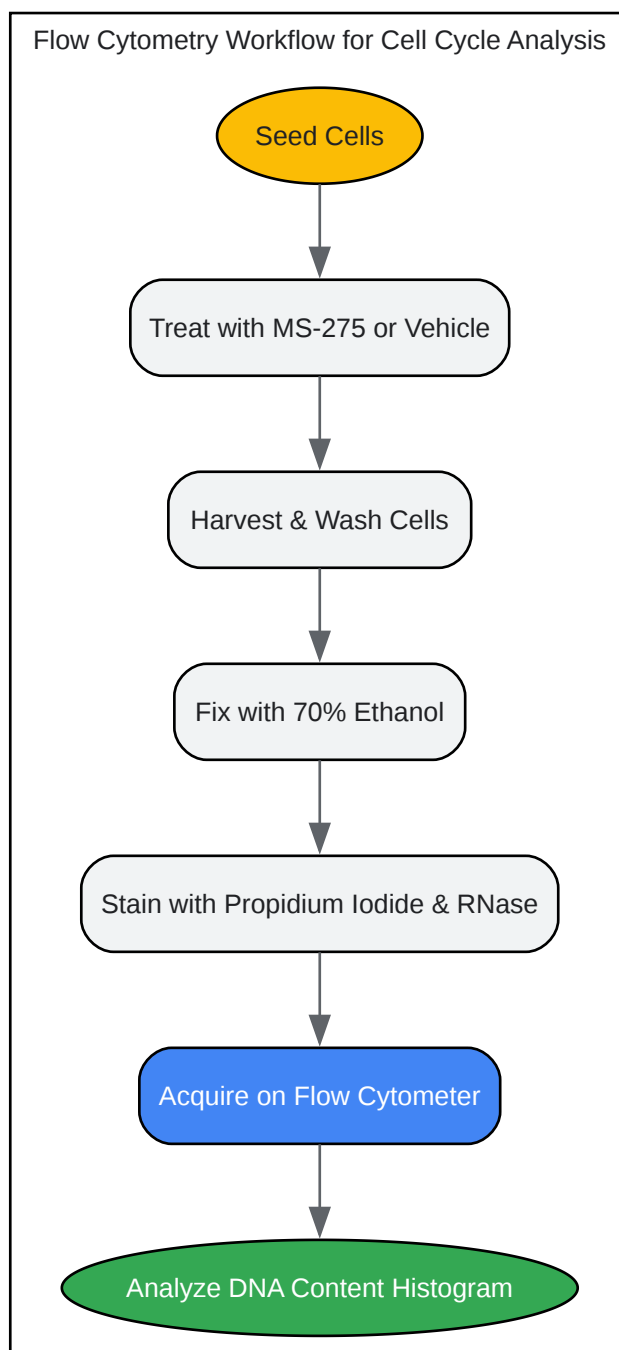 Flow Cytometry Workflow for Cell Cycle Analysis
Seed Cells
Treat with MS-275 or Vehicle
Harvest & Wash Cells
Fix with 70% Ethanol
Stain with Propidium Iodide & RNase
Acquire on Flow Cytometer
Analyze DNA Content Histogram